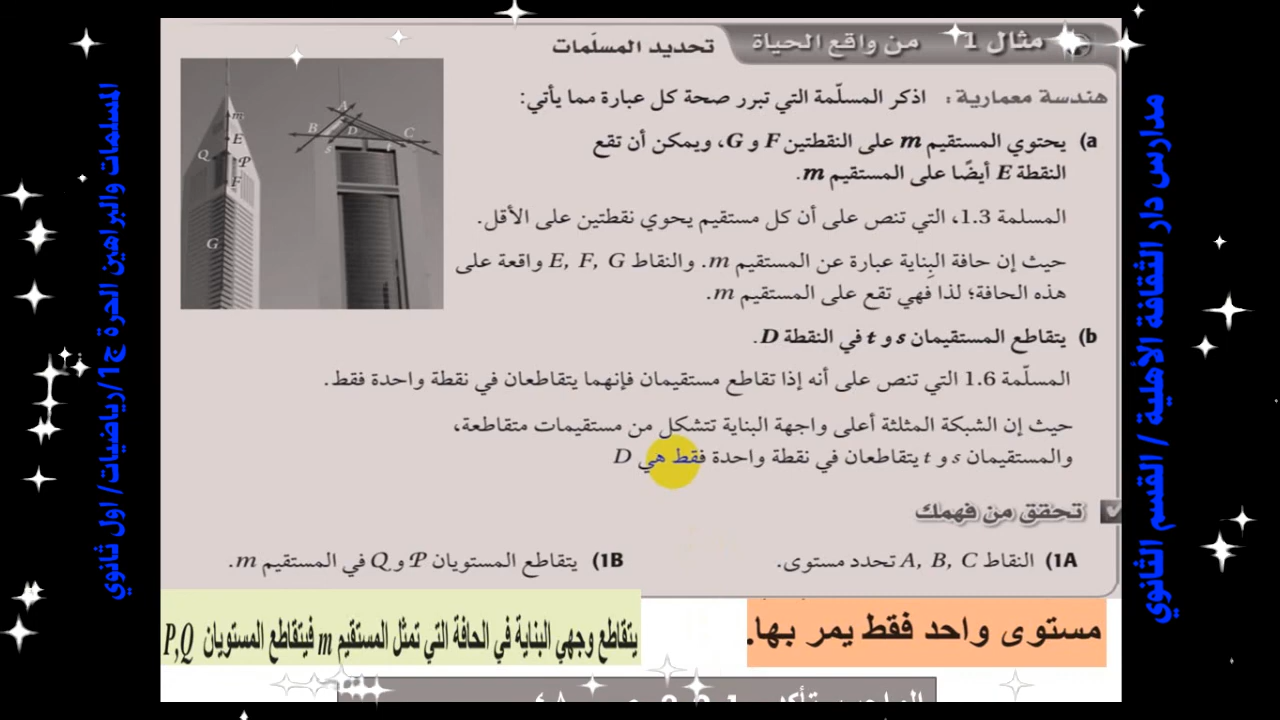 مثال 1 من واقع الحياة تحديد المسلّمات
هندسة معمارية: اذكر المسلّمة التي تبرر صحة كل عبارة مما يأتي:
a) يحتوي المستقيم m على النقطتين F و G، ويمكن أن تقع
النقطة E أيضًا على المستقيم m.
المسلمة 1.3، التي تنص على أن كل مستقيم يحوي نقطتين على الأقل.
حيث إن حافة البِناية عبارة عن المستقيم m. والنقاط E, F, G واقعة على
هذه الحافة؛ لذا فهي تقع على المستقيم m.
b) يتقاطع المستقيمان s و t في النقطة D.
المسلّمة 1.6 التي تنص على أنه إذا تقاطع مستقيمان فإنهما يتقاطعان في نقطة واحدة فقط.
حيث إن الشبكة المثلثة أعلى واجهة البناية تتشكل من مستقيمات متقاطعة،
والمستقيمان s و t يتقاطعان في نقطة واحدة فقط هي D
تحقق من فهمك
1A) النقاط A, B, C تحدد مستوى.
1B) يتقاطع المستويان P و Q في المستقيم m.
مستوى واحد فقط يمر بها.
يتقاطع وجهي البناية في الحافة التي تمثل المستقيم m فيتقاطع المستويان P,Q
m
E
Q
P
F
G
A
B
D
C
s
t
مدارس دار الثقافة الأهلية / القسم الثانوي
المسلمات والبراهين الحرة ج1/رياضيات/ اول ثانوي